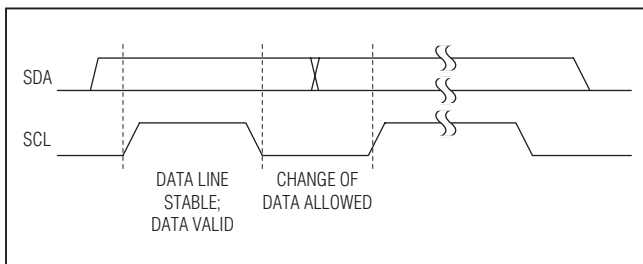 SDA
SCL
DATA LINE
STABLE;
DATA VALID
CHANGE OF
DATA ALLOWED